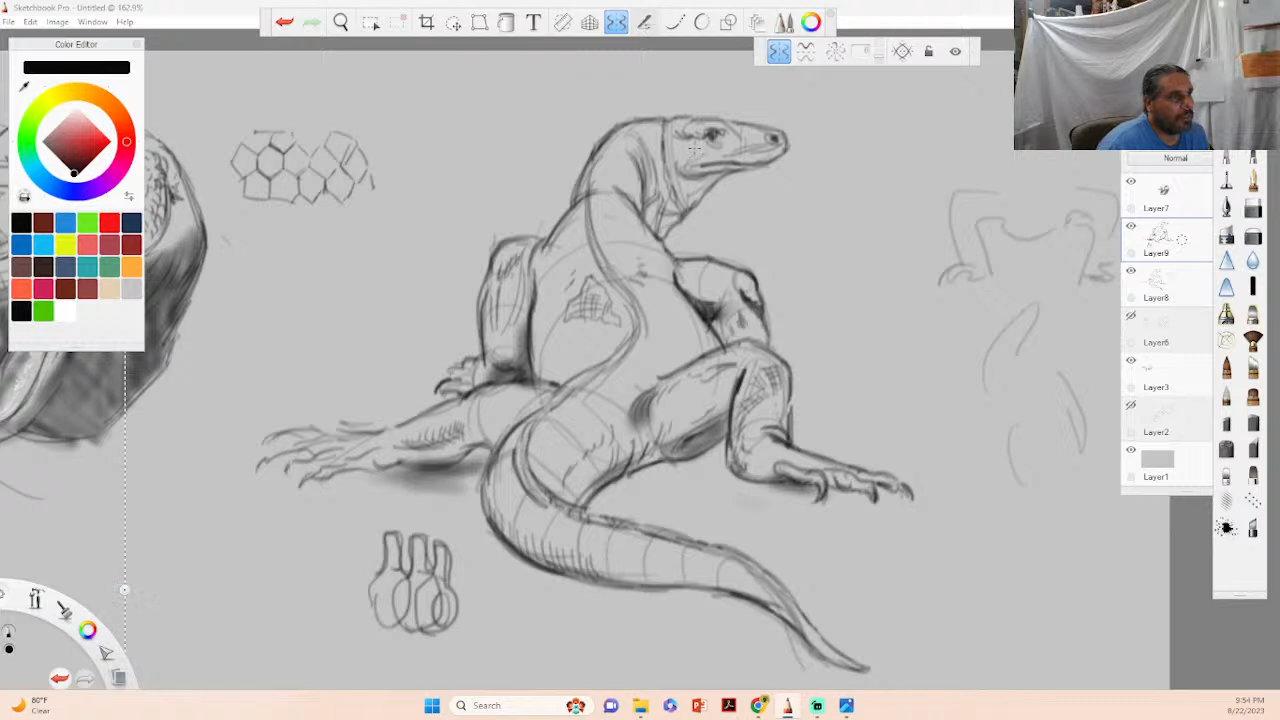 Sketchbook Pro - Untitled @ 162.9%
File Edit Image Window Help
Color Editor
Normal
Layer7
Layer9
Layer8
Layer6
Layer3
Layer2
Layer1
80°F
Clear
Search
9:54 PM
8/22/2023